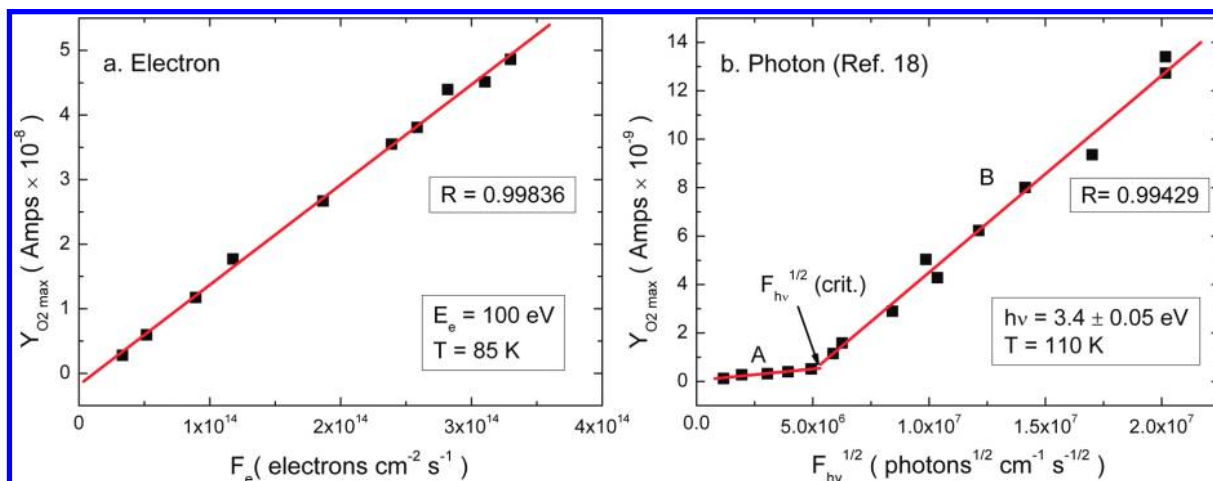 a. Electron
Y_O2 max ( Amps × 10^-8)
5
4
3
2
1
0
R = 0.99836
E_e = 100 eV
T = 85 K
0
1x10^14
2x10^14
3x10^14
4x10^14
F_e( electrons cm^-2 s^-1)
b. Photon (Ref. 18)
Y_O2 max ( Amps × 10^-9)
14
12
10
8
6
4
2
0
B
R= 0.99429
F_hν^1/2 (crit.)
A
hν = 3.4 ± 0.05 eV
T = 110 K
0.0
5.0x10^6
1.0x10^7
1.5x10^7
2.0x10^7
F_hν^1/2 ( photons^1/2 cm^-1 s^-1/2)